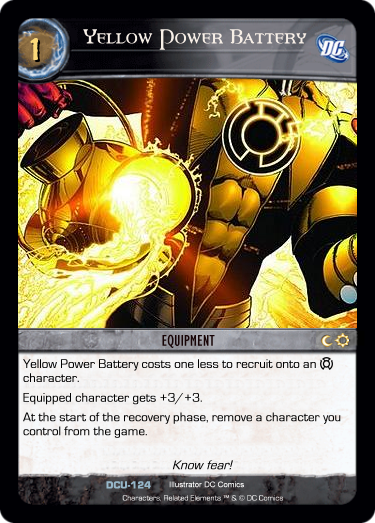 1
Yellow Power Battery
DC
EQUIPMENT
Yellow Power Battery costs one less to recruit onto an
character.
Equipped character gets +3/+3.
At the start of the recovery phase, remove a character you
control from the game.
Know fear!
DCU-124 Illustrator DC Comics
Characters, Related Elements ™ & © DC Comics